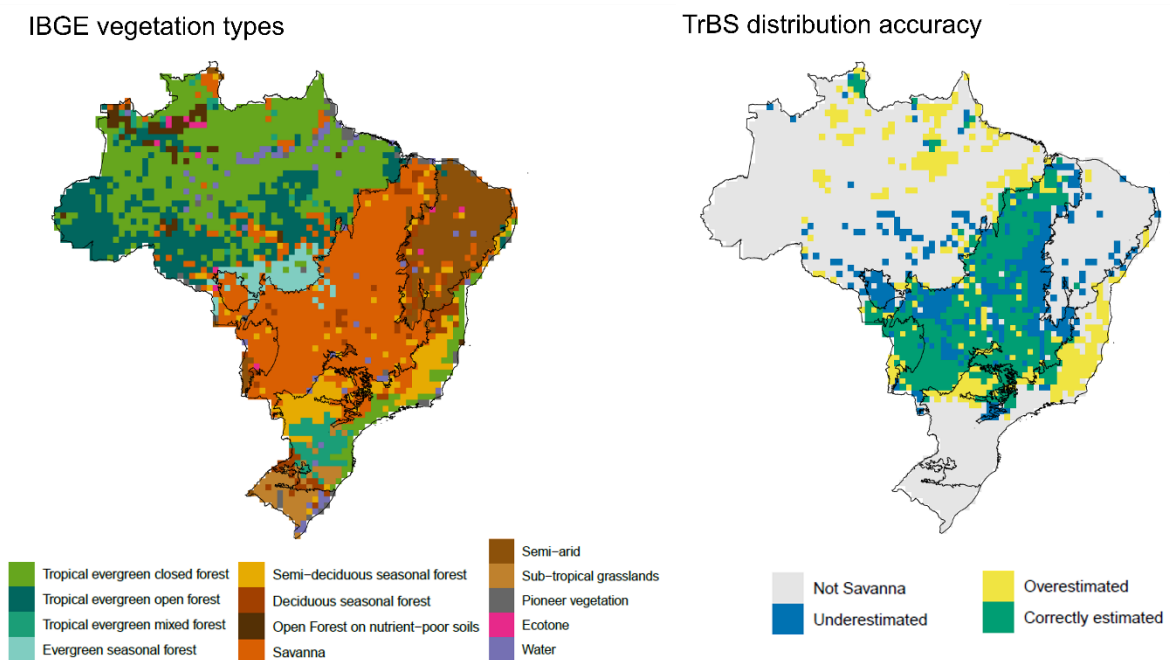 IBGE vegetation types
TrBS distribution accuracy
Tropical evergreen closed forest
Tropical evergreen open forest
Tropical evergreen mixed forest
Evergreen seasonal forest
Semi−deciduous seasonal forest
Deciduous seasonal forest
Open Forest on nutrient−poor soils
Savanna
Semi−arid
Sub−tropical grasslands
Pioneer vegetation
Ecotone
Water
Not Savanna
Underestimated
Overestimated
Correctly estimated